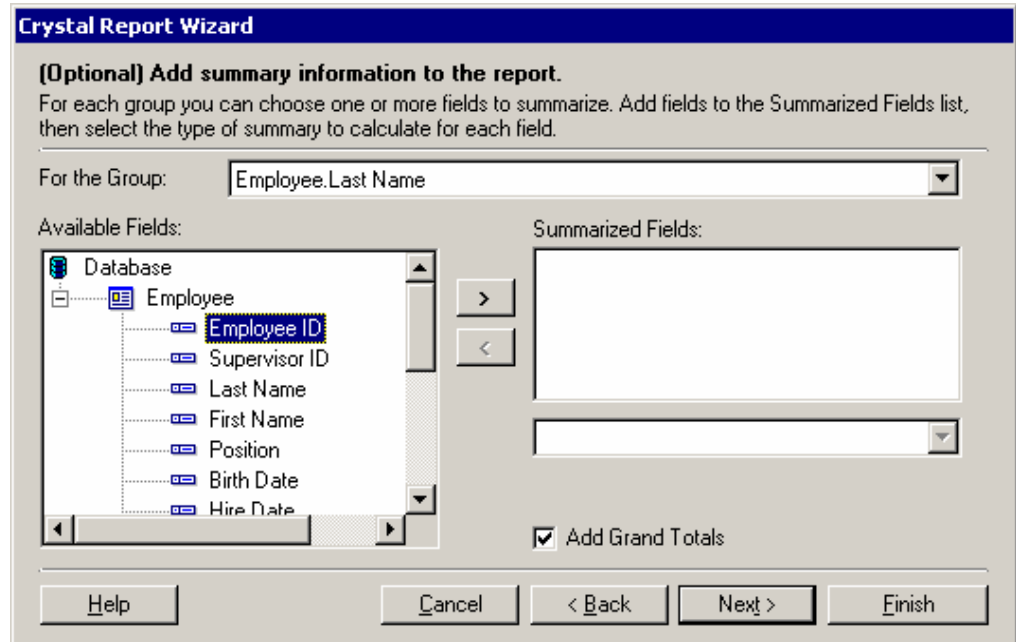 Crystal Report Wizard
(Optional) Add summary information to the report.
For each group you can choose one or more fields to summarize. Add fields to the Summarized Fields list,
then select the type of summary to calculate for each field.
For the Group:
Employee.Last Name
Available Fields:
Database
Employee
Employee ID
Supervisor ID
Last Name
First Name
Position
Birth Date
Hire Date
>
<
Summarized Fields:
Add Grand Totals
Help
Cancel
< Back
Next >
Finish